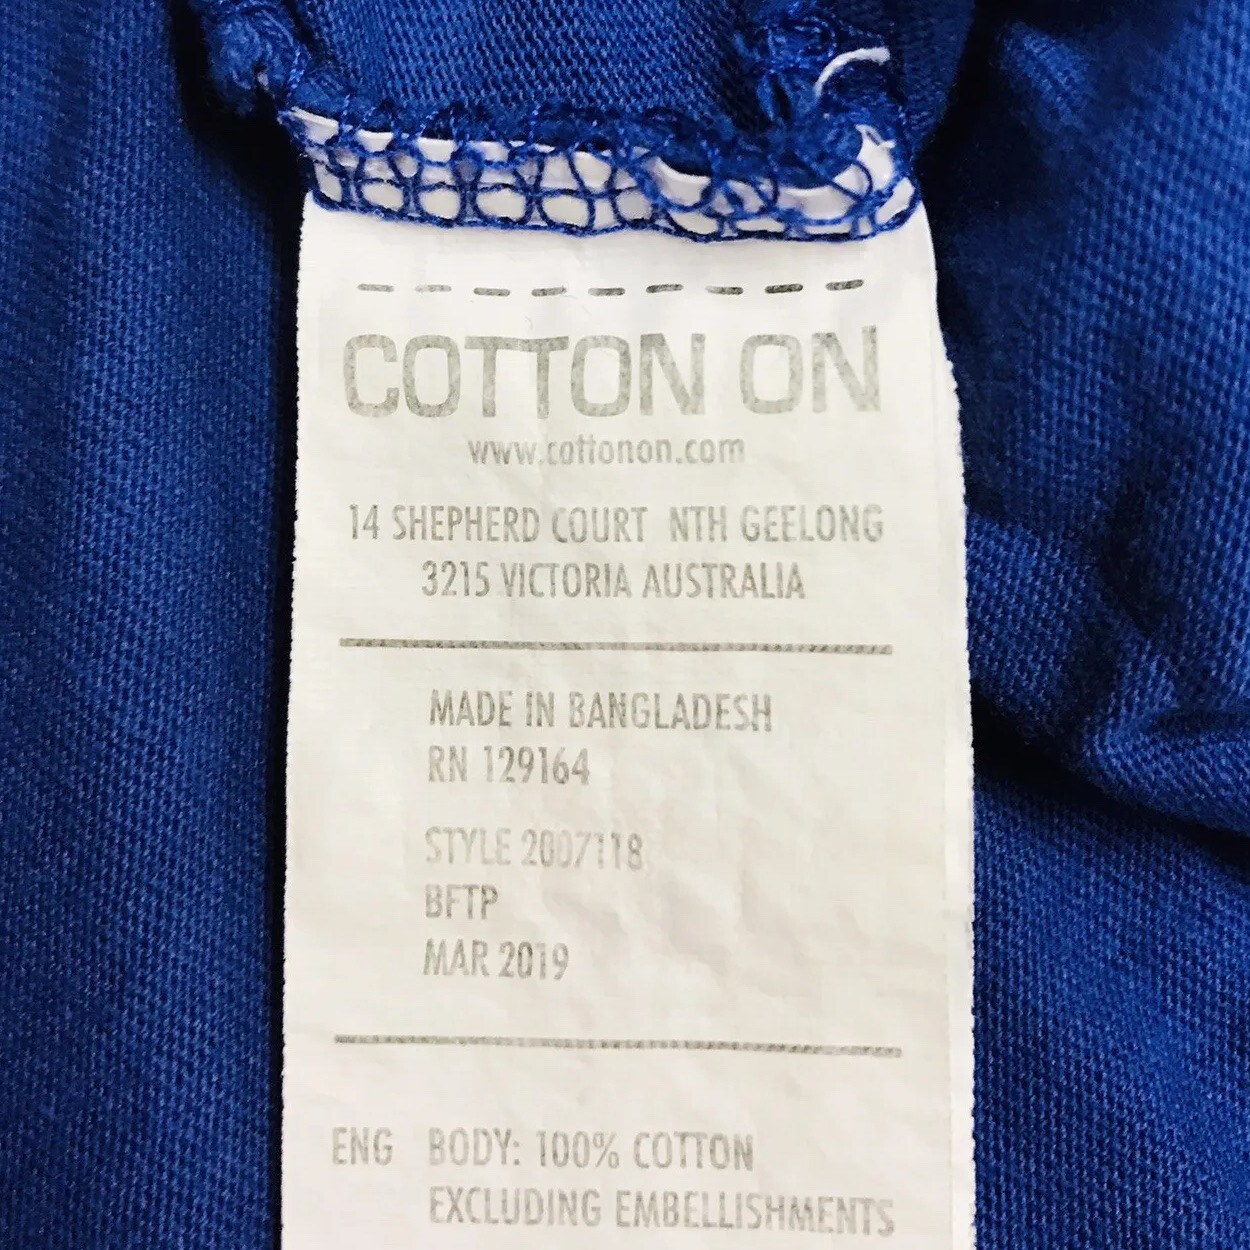 COTTON ON
www.cottonon.com
14 SHEPHERD COURT NTH GEELONG
3215 VICTORIA AUSTRALIA
MADE IN BANGLADESH
RN 129164
STYLE 2007118
BFTP
MAR 2019
ENG BODY: 100% COTTON
EXCLUDING EMBELLISHMENTS